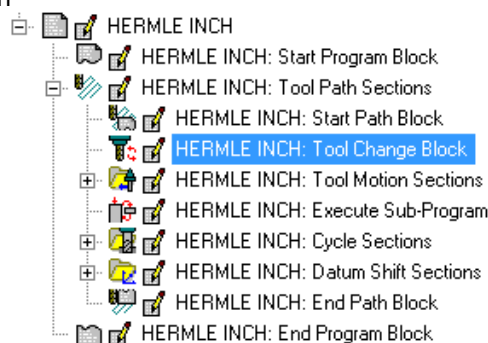 HERMLE INCH
HERMLE INCH: Start Program Block
HERMLE INCH: Tool Path Sections
HERMLE INCH: Start Path Block
HERMLE INCH: Tool Change Block
HERMLE INCH: Tool Motion Sections
HERMLE INCH: Execute Sub-Program
HERMLE INCH: Cycle Sections
HERMLE INCH: Datum Shift Sections
HERMLE INCH: End Path Block
HERMLE INCH: End Program Block